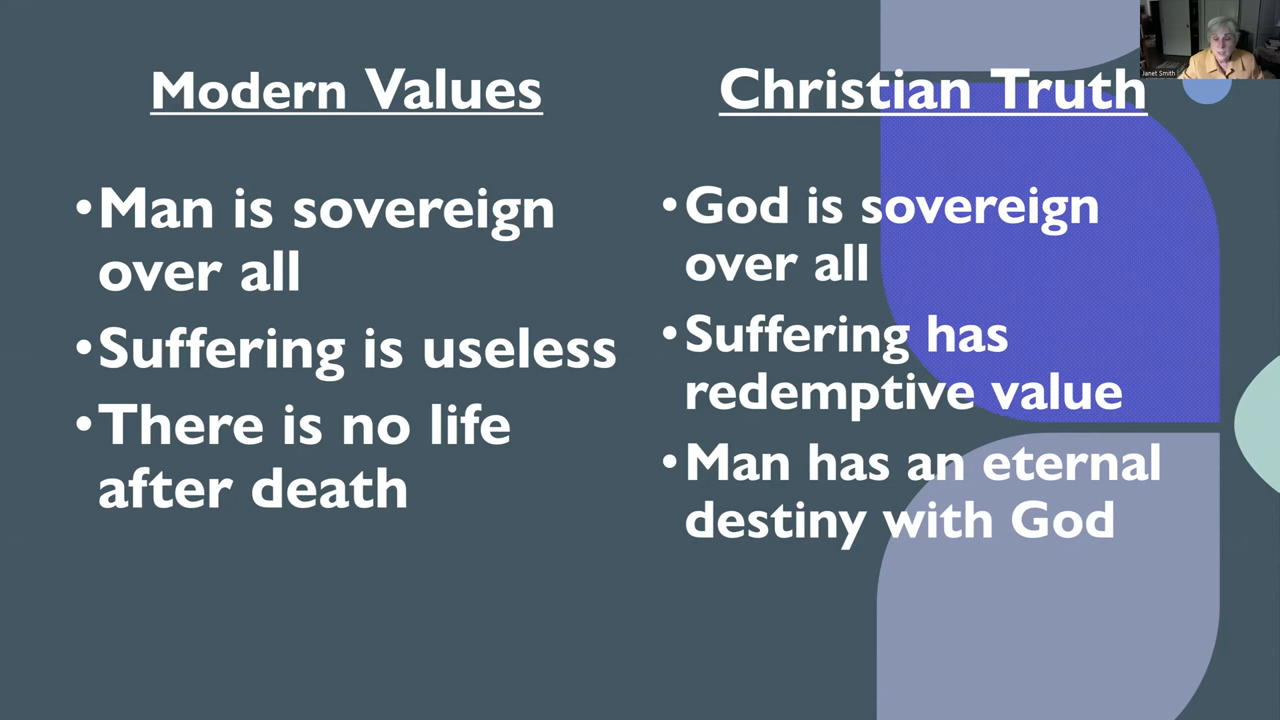 Modern Values
•Man is sovereign
over all
•Suffering is useless
•There is no life
after death
Christian Truth
•God is sovereign
over all
•Suffering has
redemptive value
•Man has an eternal
destiny with God
Janet Smith